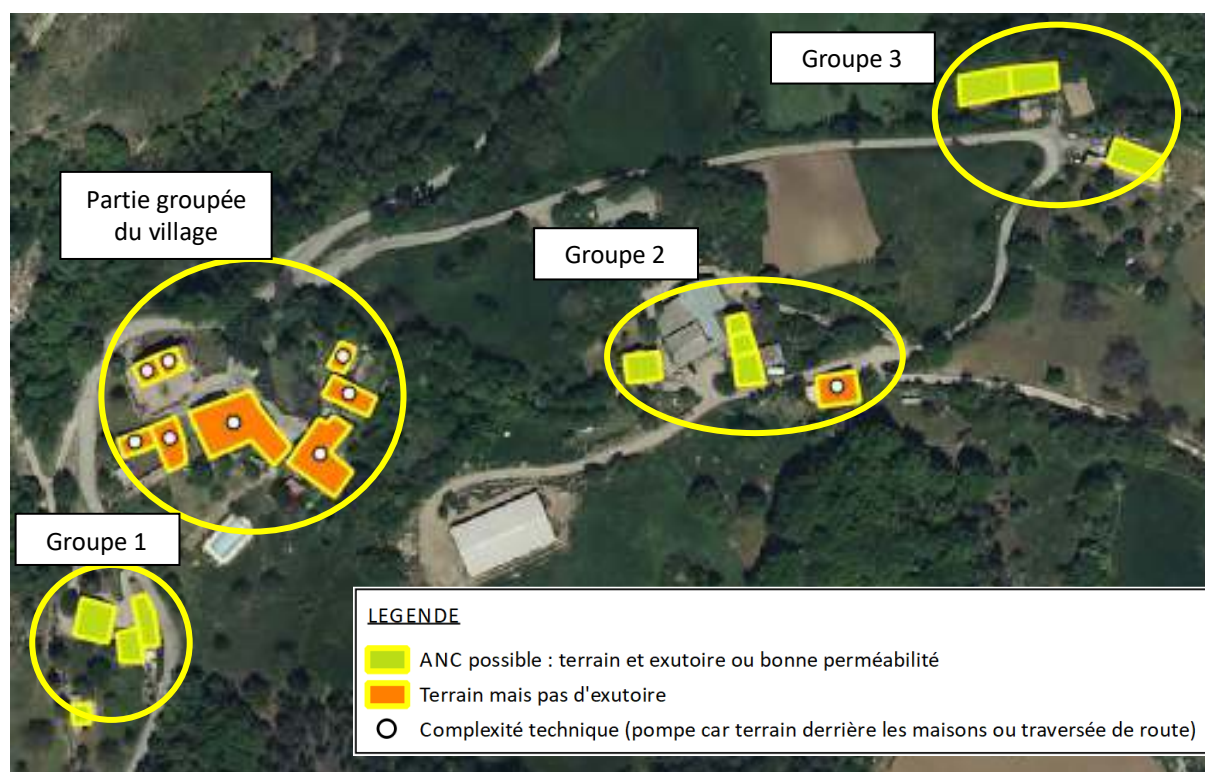 Groupe 3
Partie groupée
du village
Groupe 2
Groupe 1
LEGENDE
ANC possible : terrain et exutoire ou bonne perméabilité
Terrain mais pas d'exutoire
Complexité technique (pompe car terrain derrière les maisons ou traversée de route)